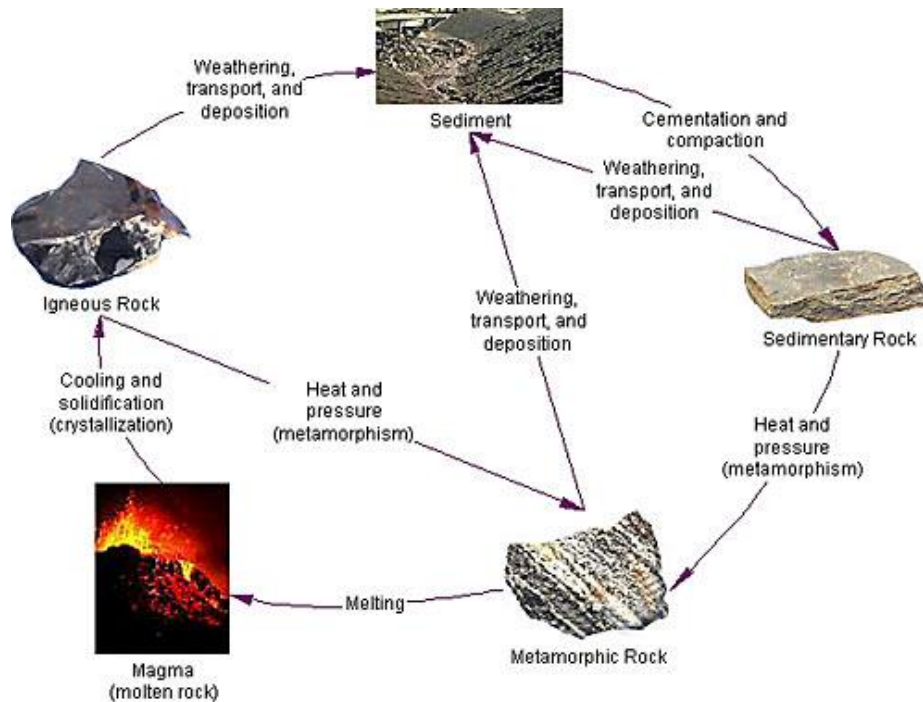 Weathering,
transport, and
deposition
Sediment
Cementation and
compaction
Weathering,
transport, and
deposition
Igneous Rock
Weathering,
transport, and
deposition
Sedimentary Rock
Cooling and
solidification
(crystallization)
Heat and
pressure
(metamorphism)
Heat and
pressure
(metamorphism)
Melting
Metamorphic Rock
Magma
(molten rock)